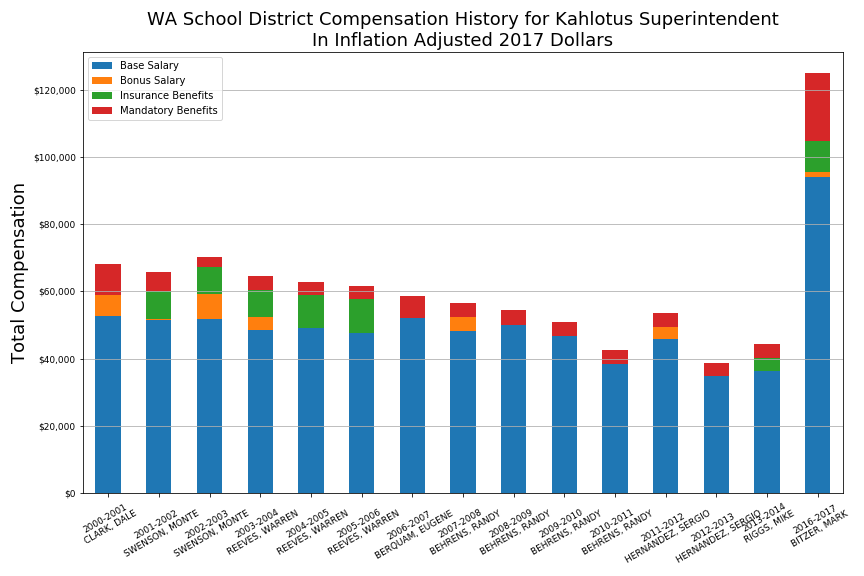 WA School District Compensation History for Kahlotus Superintendent
In Inflation Adjusted 2017 Dollars
Base Salary
Bonus Salary
Insurance Benefits
Mandatory Benefits
Total Compensation
$120,000
$100,000
$80,000
$60,000
$40,000
$20,000
$0
2000-2001
CLARK, DALE
2001-2002
SWENSON, MONTE
2002-2003
SWENSON, MONTE
2003-2004
REEVES, WARREN
2004-2005
REEVES, WARREN
2005-2006
REEVES, WARREN
2006-2007
BERQUAM, EUGENE
2007-2008
BEHRENS, RANDY
2008-2009
BEHRENS, RANDY
2009-2010
BEHRENS, RANDY
2010-2011
BEHRENS, RANDY
2011-2012
HERNANDEZ, SERGIO
2012-2013
HERNANDEZ, SERGIO
2013-2014
RIGGS, MIKE
2016-2017
BITZER, MARK